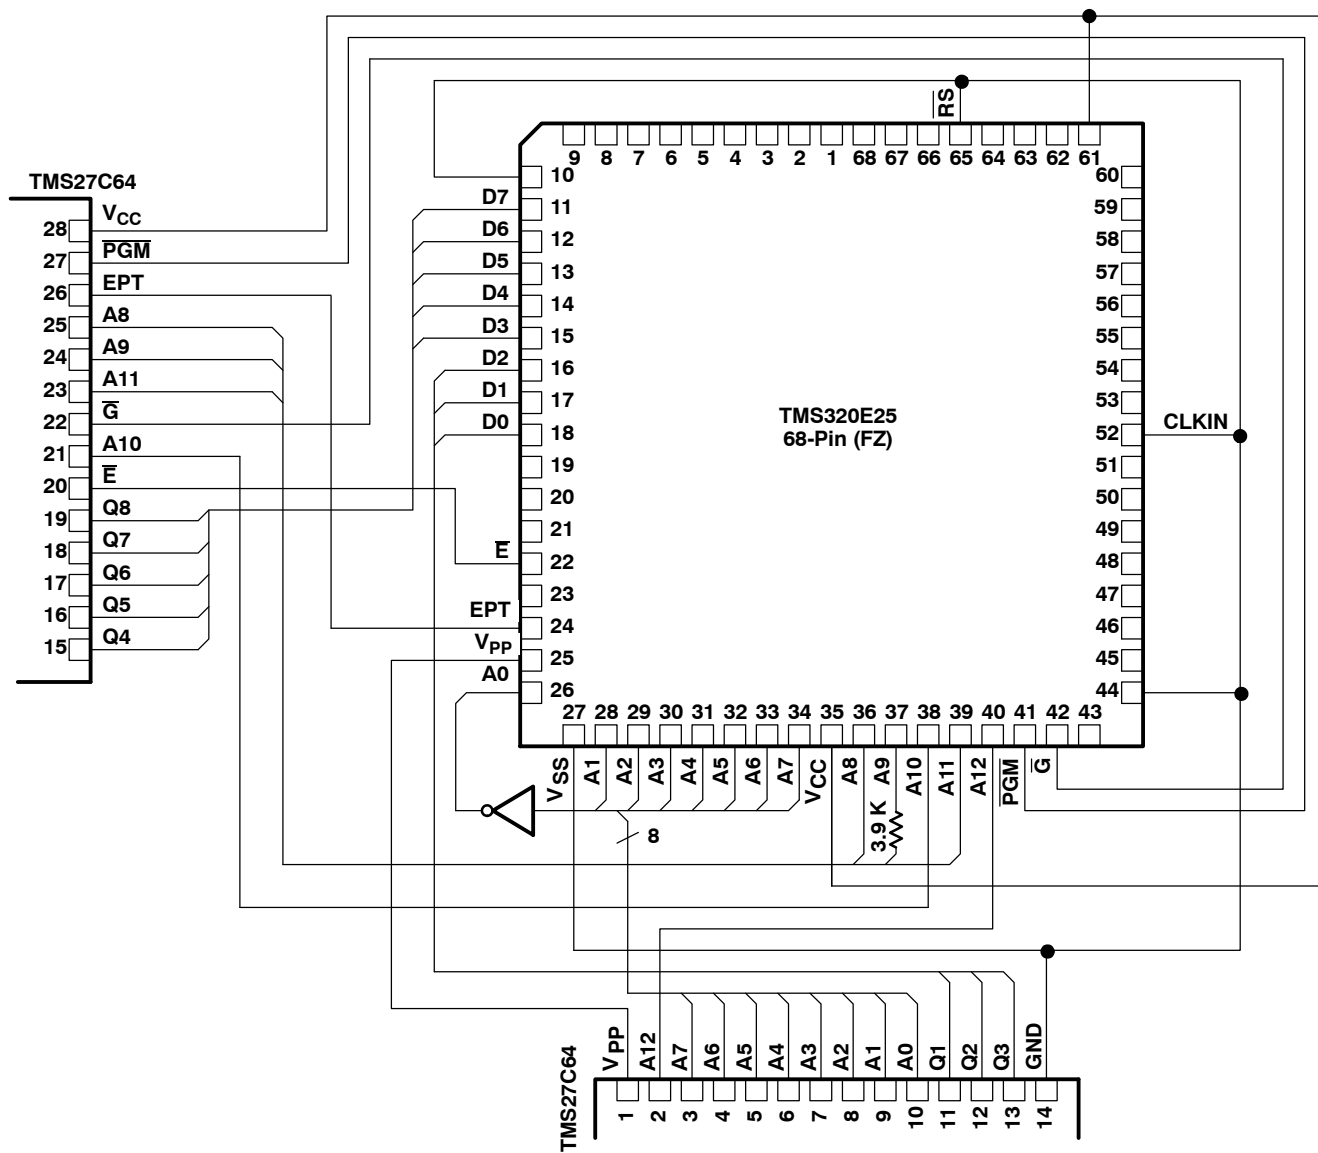 RS
9 8 7 6 5 4 3 2 1 68 67 66 65 64 63 62 61
TMS27C64
28 VCC
27 PGM
26 EPT
25 A8
24 A9
23 A11
22 G
21 A10
20 E
19 Q8
18 Q7
17 Q6
16 Q5
15 Q4
10
D7 11
D6 12
D5 13
D4 14
D3 15
D2 16
D1 17
D0 18
19
20
21
E 22
23
EPT 24
VPP 25
A0 26
TMS320E25
68-Pin (FZ)
60
59
58
57
56
55
54
53
52 CLKIN
51
50
49
48
47
46
45
44
27 28 29 30 31 32 33 34 35 36 37 38 39 40 41 42 43
VSS A1 A2 A3 A4 A5 A6 A7 VCC A8 A9 A10 A11 A12 PGM G
3.9 K
8
VPP A12 A7 A6 A5 A4 A3 A2 A1 A0 Q1 Q2 Q3 GND
TMS27C64
1 2 3 4 5 6 7 8 9 10 11 12 13 14